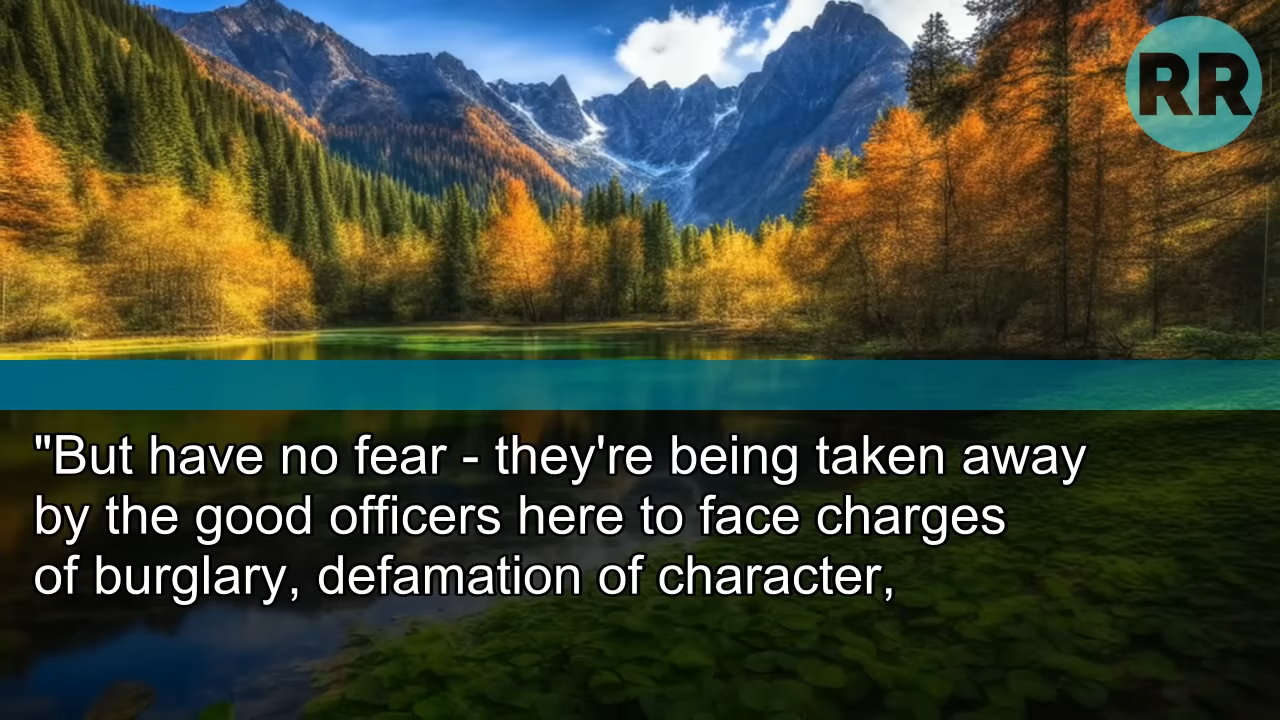 RR
"But have no fear - they're being taken away
by the good officers here to face charges
of burglary, defamation of character,